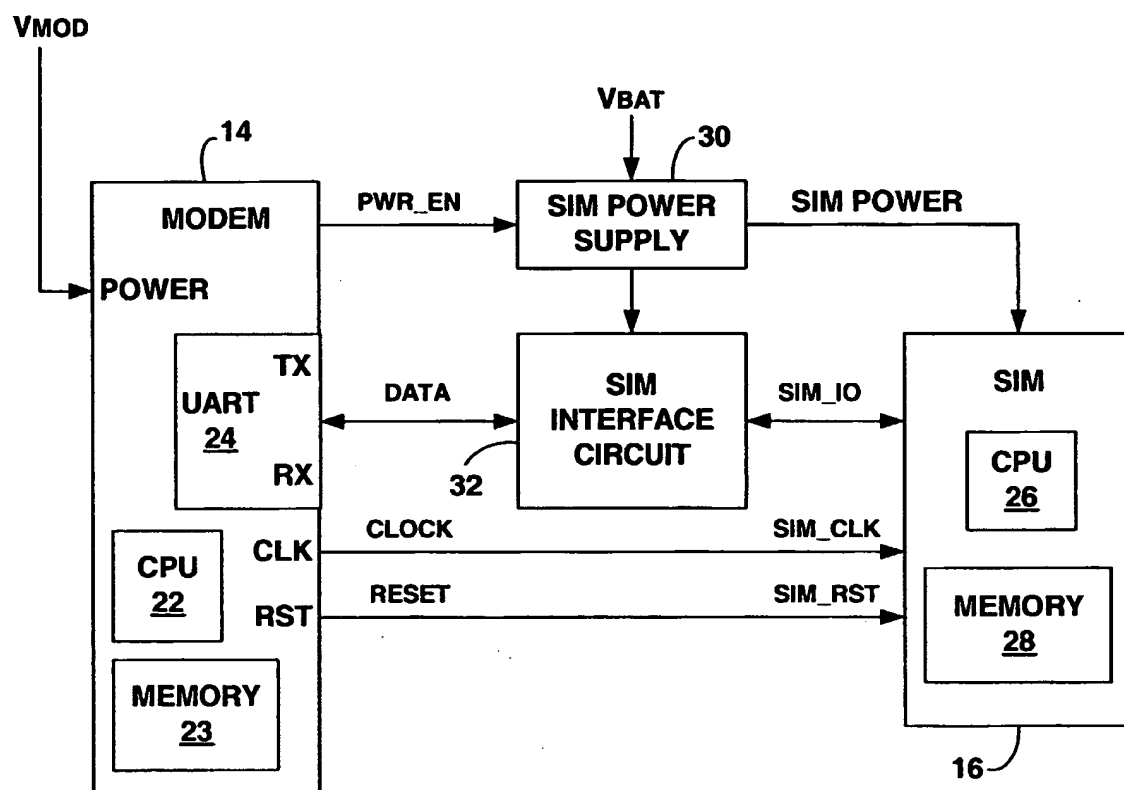 VMOD
VBAT
14
30
MODEM
PWR_EN
SIM POWER
SUPPLY
SIM POWER
POWER
TX
UART
24
RX
DATA
SIM
INTERFACE
CIRCUIT
32
SIM_IO
SIM
CPU
26
CPU
22
CLK
CLOCK
SIM_CLK
RST
RESET
SIM_RST
MEMORY
28
MEMORY
23
16